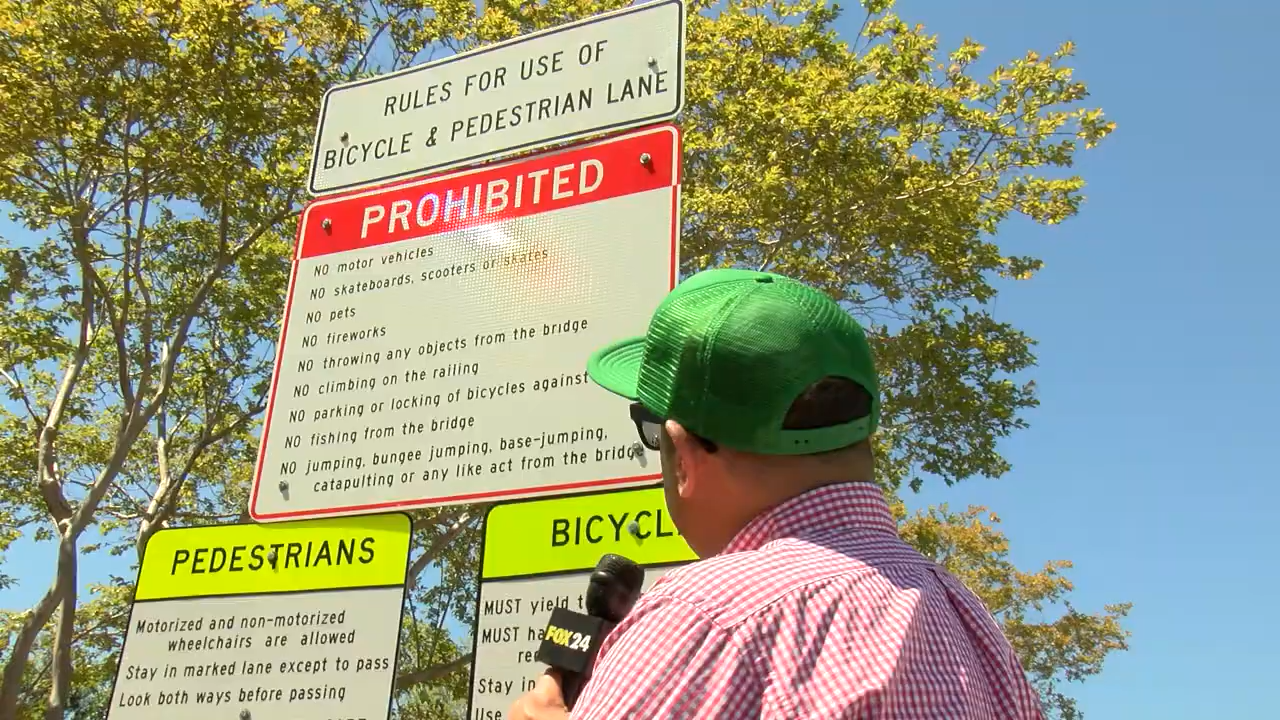 RULES FOR USE OF
BICYCLE & PEDESTRIAN LANE
PROHIBITED
NO motor vehicles
NO skateboards, scooters or skates
NO pets
NO fireworks
NO throwing any objects from the bridge
NO climbing on the railing
NO parking or locking of bicycles against
NO fishing from the bridge
NO jumping, bungee jumping, base-jumping,
catapulting or any like act from the bridge
PEDESTRIANS
Motorized and non-motorized
wheelchairs are allowed
Stay in marked lane except to pass
Look both ways before passing
BICYCL
MUST yield
MUST
Stay in
Use
FOX24